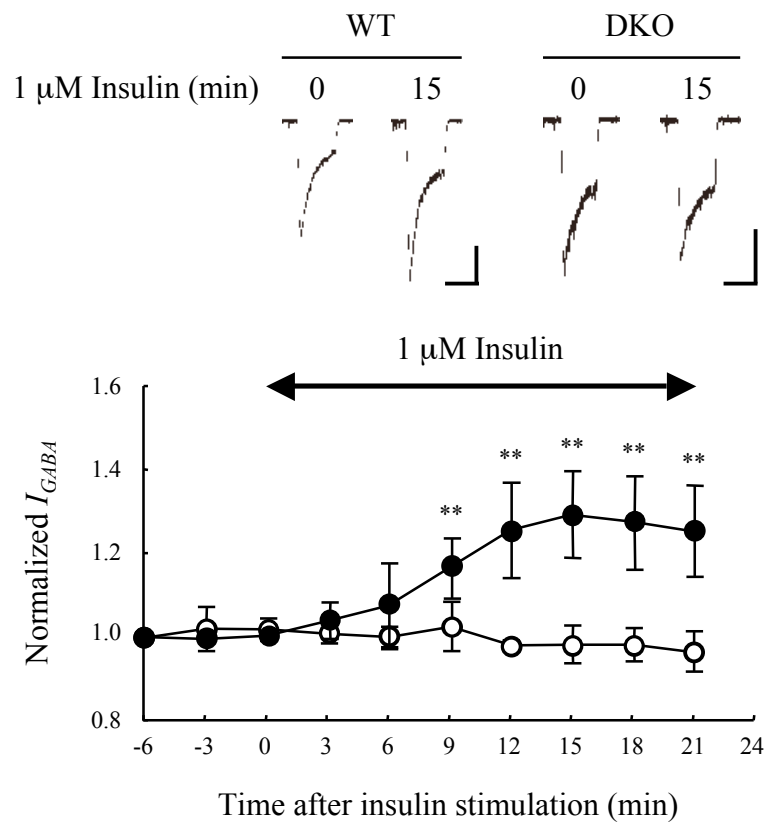 WT DKO
1 μM Insulin (min) 0 15 0 15
1 μM Insulin
1.6
1.4
1.2
1.0
0.8
Normalized I_GABA
** ** ** ** **
-6 -3 0 3 6 9 12 15 18 21 24
Time after insulin stimulation (min)